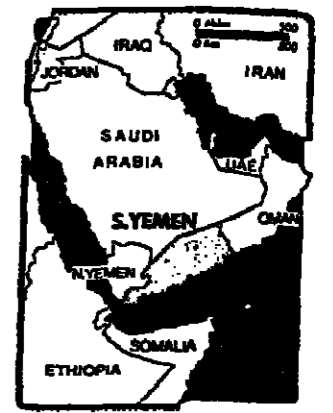 IRAQ
JORDAN
IRAN
SAUDI
ARABIA
UAE
S.YEMEN
OMAN
N.YEMEN
SOMALIA
ETHIOPIA